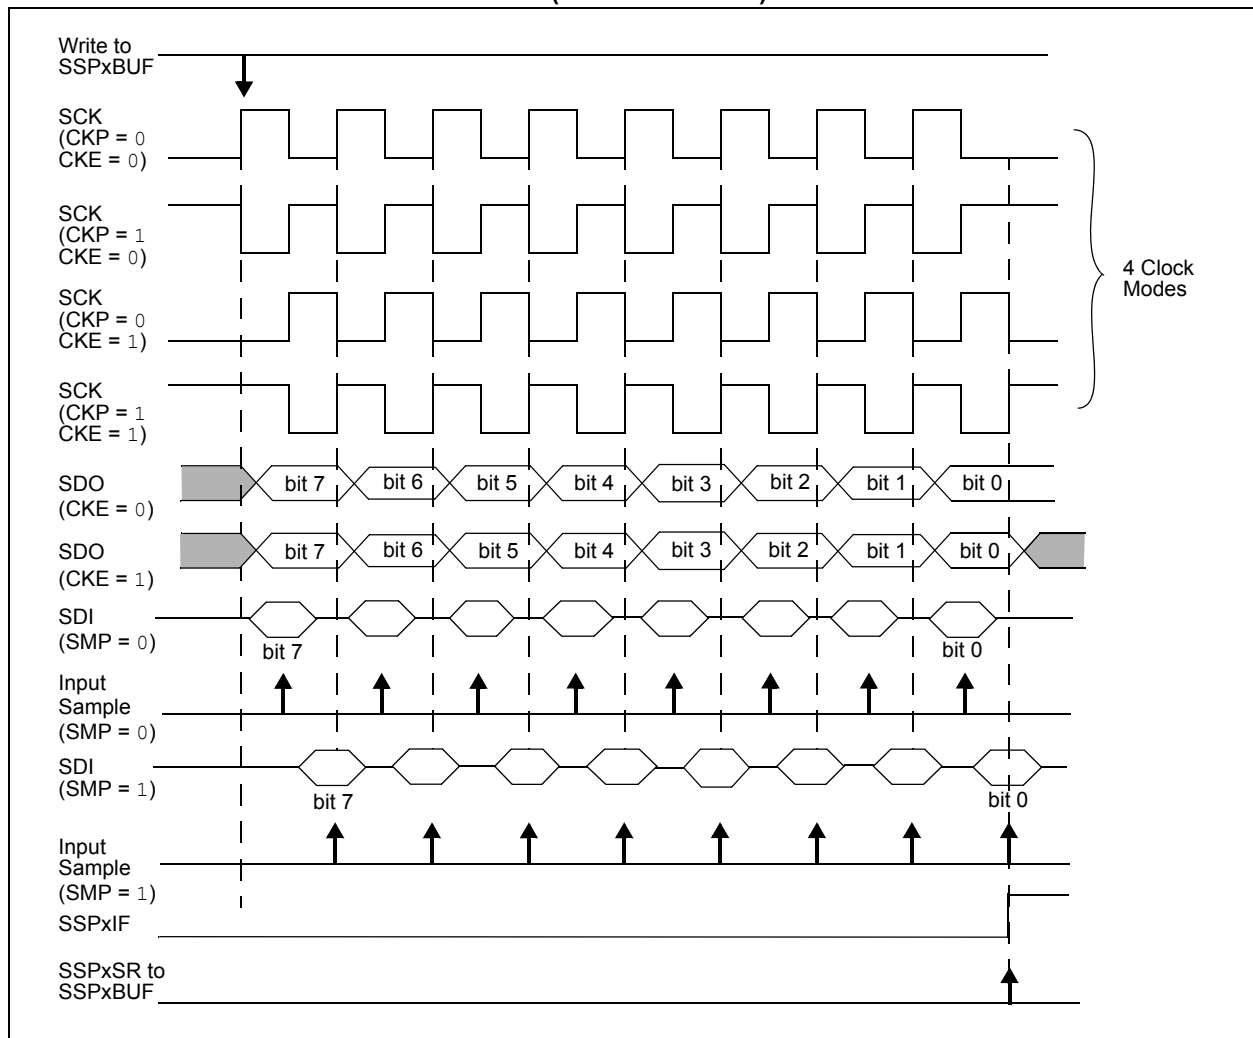 Write to
SSPxBUF
SCK
(CKP = 0
CKE = 0)
SCK
(CKP = 1
CKE = 0)
4 Clock
Modes
SCK
(CKP = 0
CKE = 1)
SCK
(CKP = 1
CKE = 1)
SDO
(CKE = 0)
bit 7 bit 6 bit 5 bit 4 bit 3 bit 2 bit 1 bit 0
SDO
(CKE = 1)
bit 7 bit 6 bit 5 bit 4 bit 3 bit 2 bit 1 bit 0
SDI
(SMP = 0)
bit 7 bit 0
Input
Sample
(SMP = 0)
SDI
(SMP = 1)
bit 7 bit 0
Input
Sample
(SMP = 1)
SSPxIF
SSPxSR to
SSPxBUF